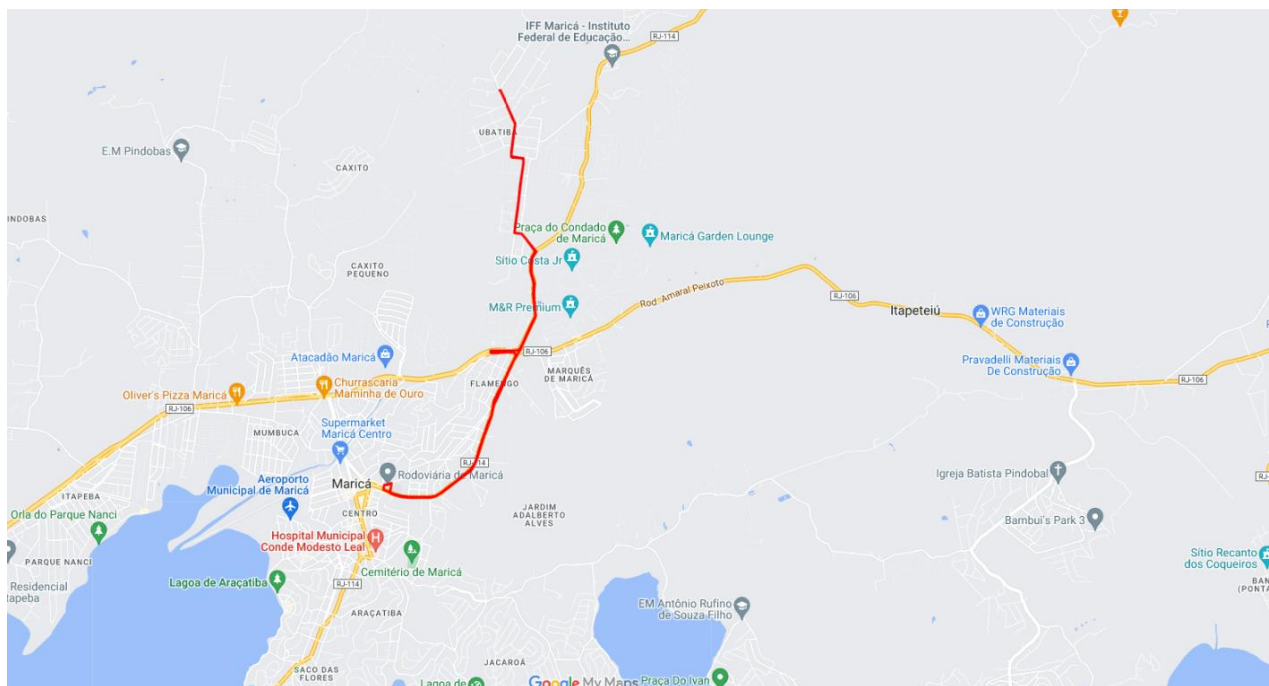 IFF Maricá - Instituto
Federal de Educação...
RJ-114
UBATIBA
E.M Pindobas
CAXITO
INDOBAS
Praça do Condado
de Maricá
Maricá Garden Lounge
Sítio Costa Jr
CAXITO
PEQUENO
Rod. Amaral Peixoto
RJ-106
M&R Premium
Itapeteiú
WRG Materiais
de Construção
Atacadão Maricá
RJ-106
Pravadelli Materiais
De Construção
MARQUÊS
DE MARICÁ
FLAMENGO
Churrascaria
Maminha de Ouro
Oliver's Pizza Maricá
RJ-106
RJ-106
Supermarket
Maricá Centro
MUMBUCA
RJ-114
Rodoviária de Maricá
Igreja Batista Pindobal
Aeroporto
Municipal de Maricá
Maricá
ITAPEBA
Orla do Parque Nanci
CENTRO
JARDIM
ADALBERTO
ALVES
Bambui's Park 3
Hospital Municipal
Conde Modesto Leal
PARQUE NANCI
Cemitério de Maricá
Sítio Recanto
dos Coqueiros
Residencial
tapeba
Lagoa de Araçatiba
RJ-114
BAN
(PONTA
ARAÇATIBA
EM Antônio Rufino
de Souza Filho
JACAROÁ
SACO DAS
FLORES
Lagoa de
Google My Maps
Praça Do Ivan